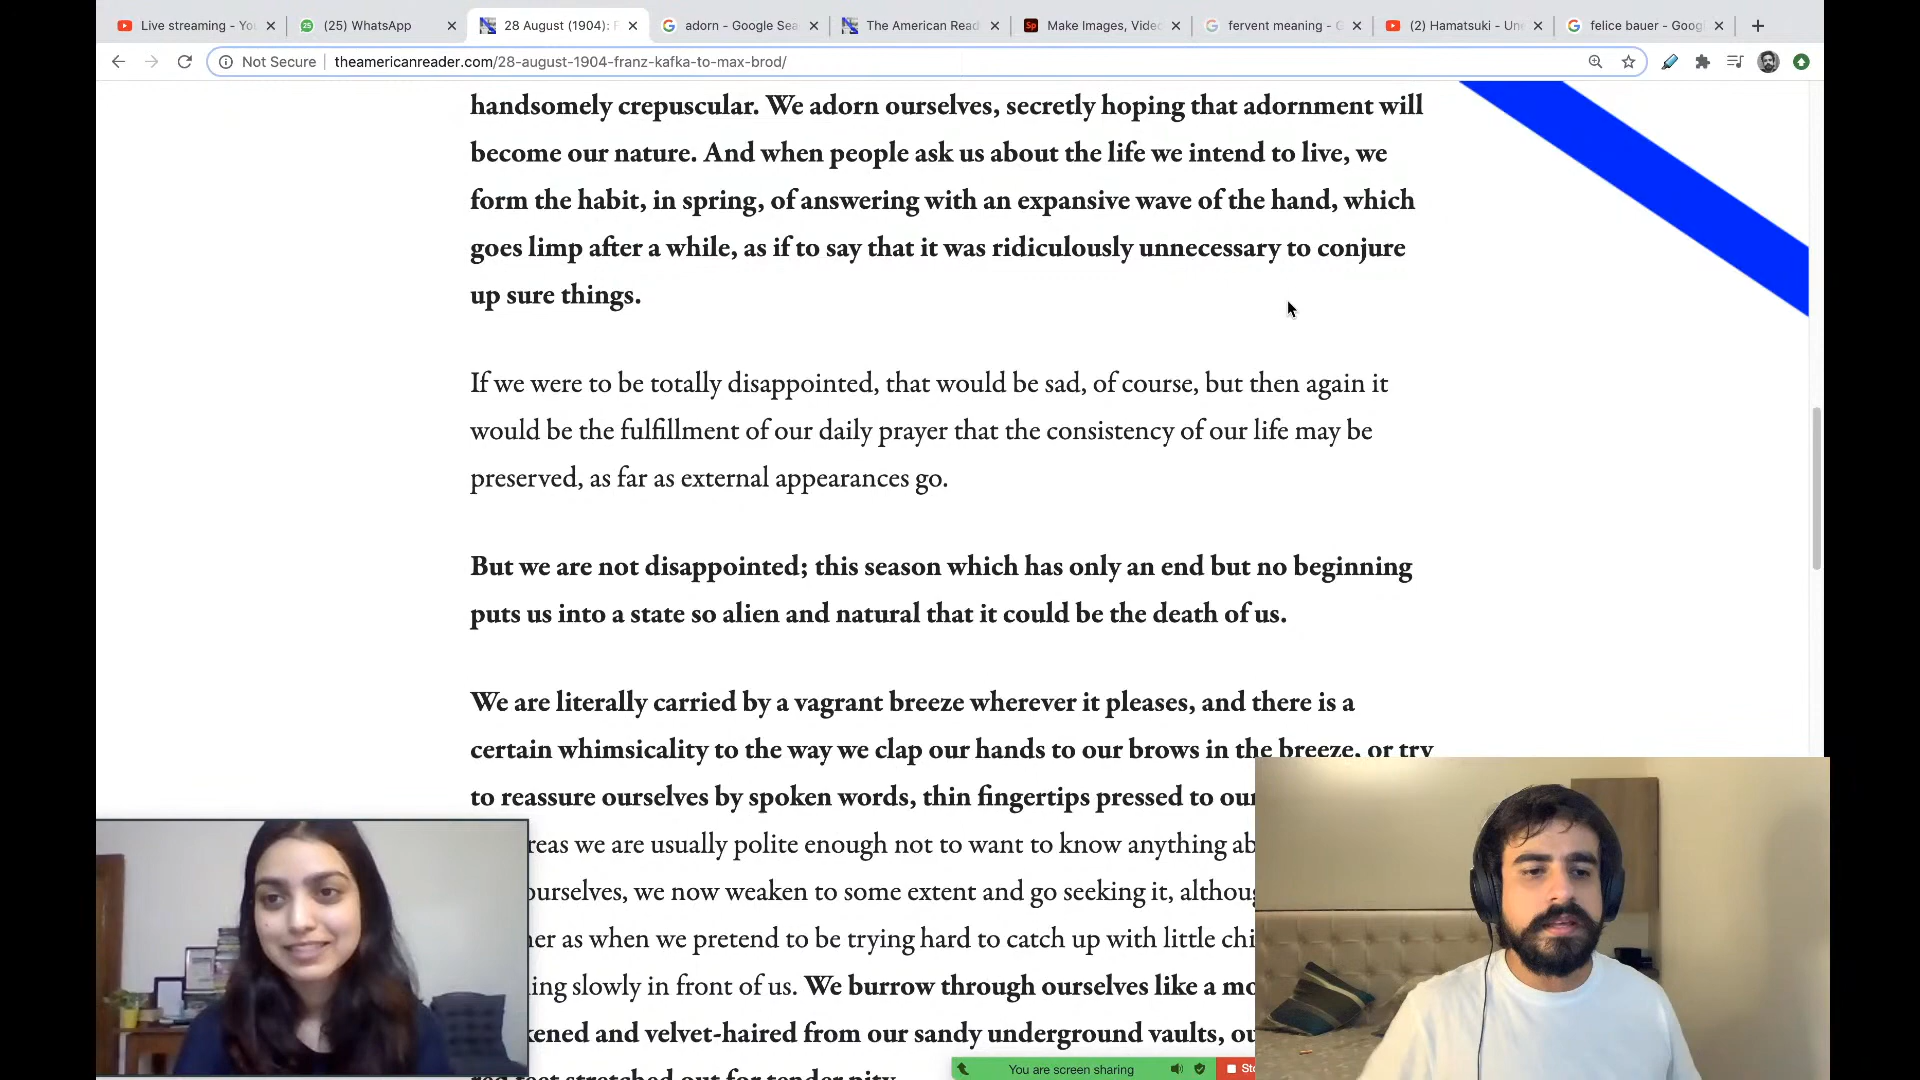 Live streaming - You
(25) WhatsApp
28 August (1904): F
adorn - Google Sea
The American Read
Make Images, Video
fervent meaning - G
(2) Hamatsuki - Une
felice bauer - Goog
Not Secure
theamericanreader.com/28-august-1904-franz-kafka-to-max-brod/
handsomely crepuscular. We adorn ourselves, secretly hoping that adornment will
become our nature. And when people ask us about the life we intend to live, we
form the habit, in spring, of answering with an expansive wave of the hand, which
goes limp after a while, as if to say that it was ridiculously unnecessary to conjure
up sure things.
If we were to be totally disappointed, that would be sad, of course, but then again it
would be the fulfillment of our daily prayer that the consistency of our life may be
preserved, as far as external appearances go.
But we are not disappointed; this season which has only an end but no beginning
puts us into a state so alien and natural that it could be the death of us.
We are literally carried by a vagrant breeze wherever it pleases, and there is a
certain whimsicality to the way we clap our hands to our brows in the breeze, or try
to reassure ourselves by spoken words, thin fingertips pressed to our
reas we are usually polite enough not to want to know anything ab
ourselves, we now weaken to some extent and go seeking it, althoug
ner as when we pretend to be trying hard to catch up with little chi
ing slowly in front of us. We burrow through ourselves like a mo
kened and velvet-haired from our sandy underground vaults, ou
red feet stretched out for tender pity.
You are screen sharing
Sto